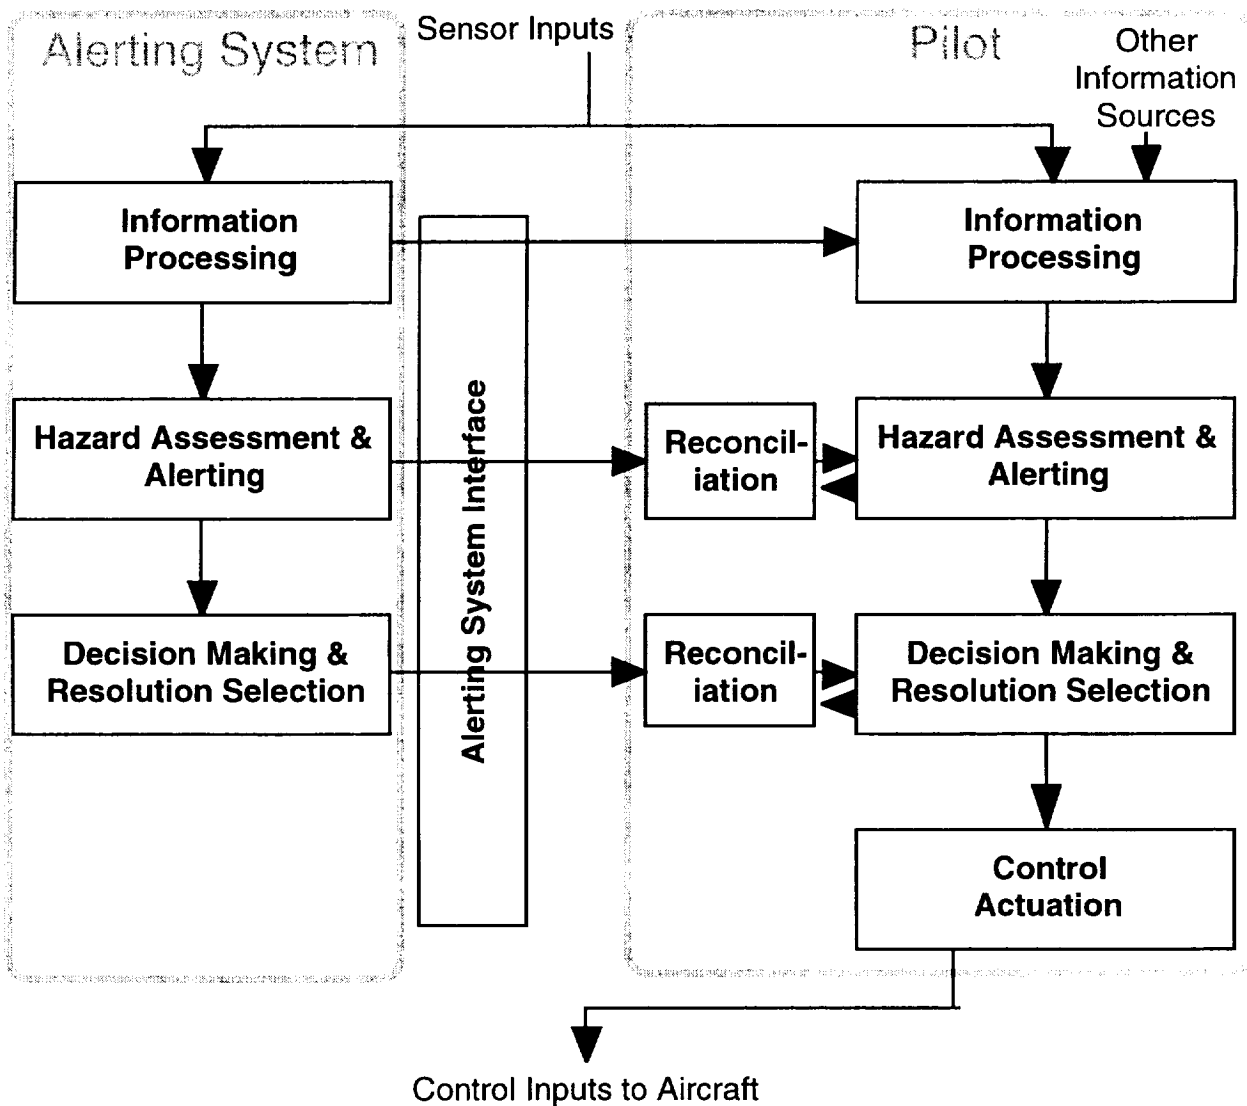 Alerting System
Sensor Inputs
Pilot
Other
Information
Sources
Information
Processing
Information
Processing
Alerting System Interface
Hazard Assessment &
Alerting
Reconcil-
iation
Hazard Assessment &
Alerting
Decision Making &
Resolution Selection
Reconcil-
iation
Decision Making &
Resolution Selection
Control
Actuation
Control Inputs to Aircraft